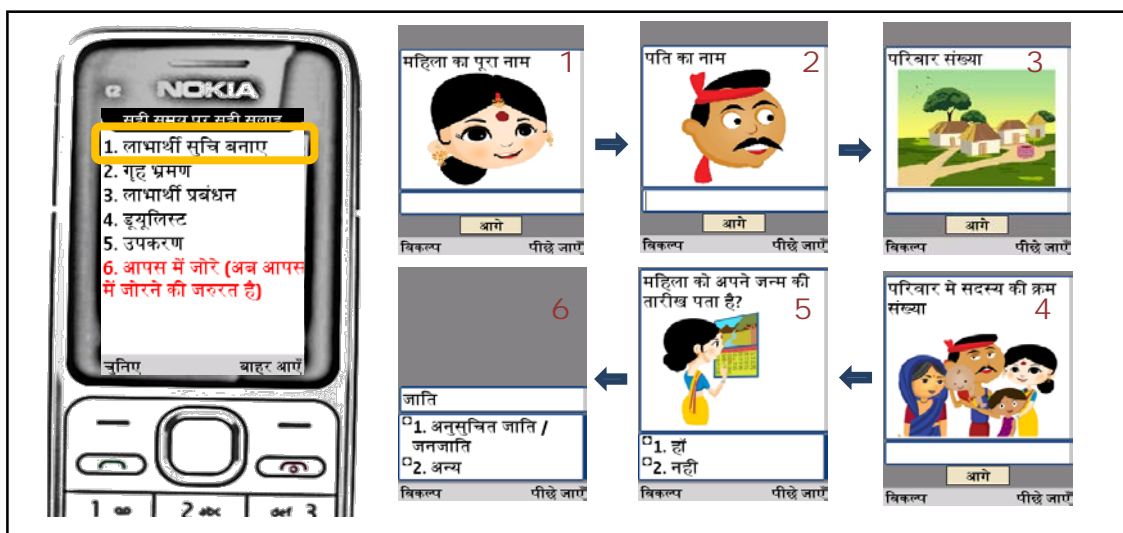 NOKIA
सही समय पर सही सलाह
1. लाभार्थी सुचि बनाए
2. गृह भ्रमण
3. लाभार्थी प्रबंधन
4. ड्यूलिस्ट
5. उपकरण
6. आपस में जोरे (अब आपस
में जोरने की जरुरत है)
चुनिए बाहर आएँ
1 2 abc def 3
महिला का पूरा नाम 1
आगे
विकल्प पीछे जाएँ
पति का नाम 2
आगे
विकल्प पीछे जाएँ
परिवार संख्या 3
आगे
विकल्प पीछे जाएँ
परिवार मे सदस्य की क्रम
संख्या 4
आगे
विकल्प पीछे जाएँ
महिला को अपने जन्म की
तारीख पता है? 5
1. हाँ
2. नही
विकल्प पीछे जाएँ
6
जाति
1. अनुसुचित जाति /
जनजाति
2. अन्य
विकल्प पीछे जाएँ